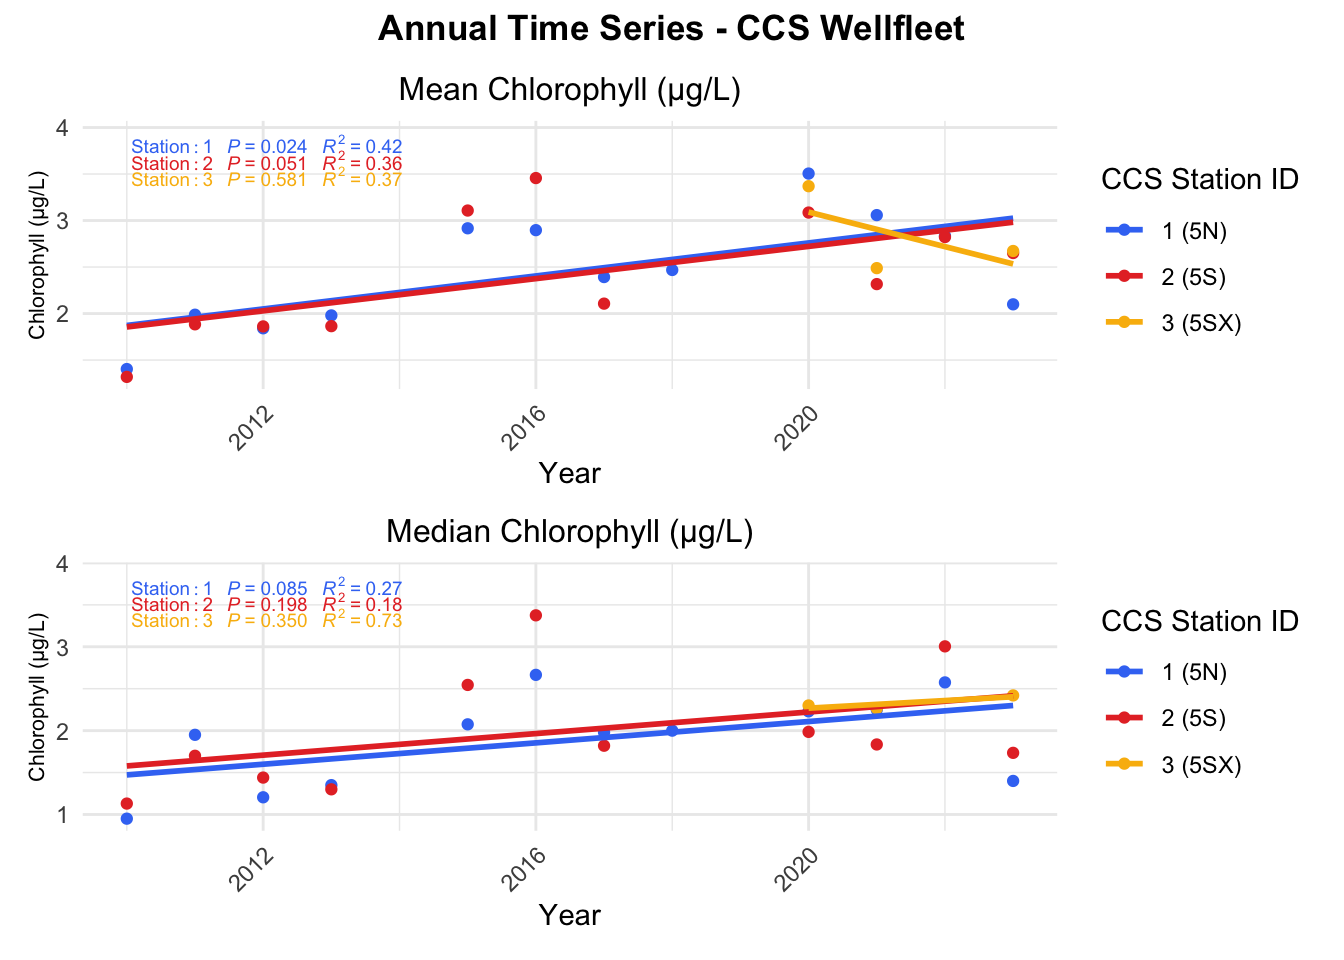 Annual Time Series - CCS Wellfleet
Mean Chlorophyll (µg/L)
Chlorophyll (µg/L)
4
3
2
Station : 1 P = 0.024 R² = 0.42
Station : 2 P = 0.051 R² = 0.36
Station : 3 P = 0.581 R² = 0.37
2012
2016
2020
Year
CCS Station ID
1 (5N)
2 (5S)
3 (5SX)
Median Chlorophyll (µg/L)
Chlorophyll (µg/L)
4
3
2
1
Station : 1 P = 0.085 R² = 0.27
Station : 2 P = 0.198 R² = 0.18
Station : 3 P = 0.350 R² = 0.73
2012
2016
2020
Year
CCS Station ID
1 (5N)
2 (5S)
3 (5SX)